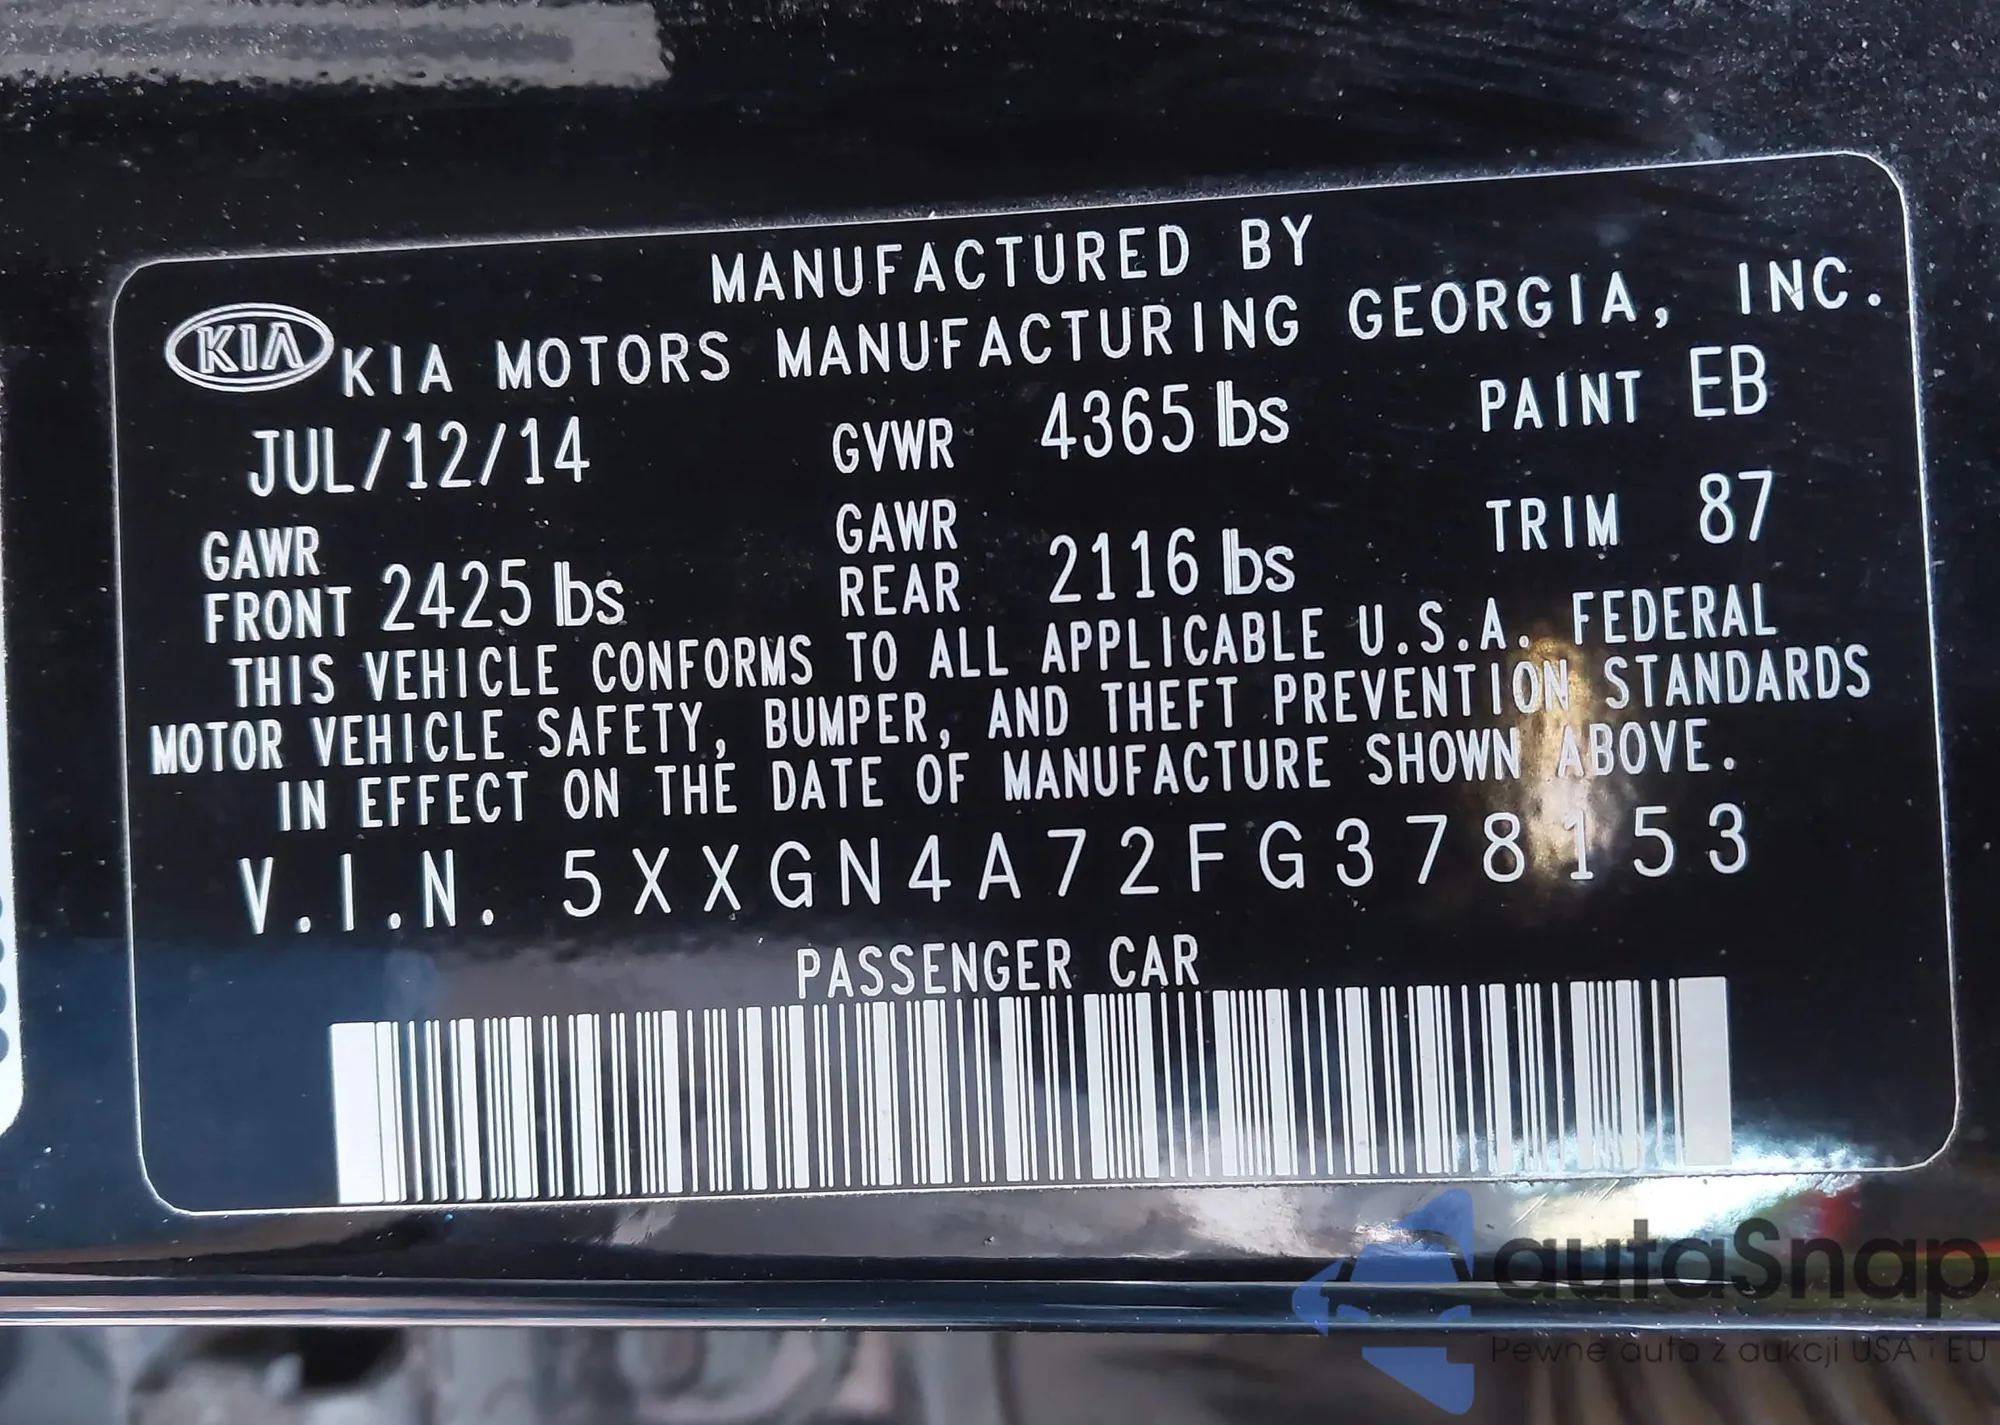 MANUFACTURED BY
KIA KIA MOTORS MANUFACTURING GEORGIA, INC.
JUL/12/14 GVWR 4365 lbs PAINT EB
GAWR FRONT 2425 lbs GAWR REAR 2116 lbs TRIM 87
THIS VEHICLE CONFORMS TO ALL APPLICABLE U.S.A. FEDERAL
MOTOR VEHICLE SAFETY, BUMPER, AND THEFT PREVENTION STANDARDS
IN EFFECT ON THE DATE OF MANUFACTURE SHOWN ABOVE.
V.I.N. 5XXGN4A72FG378153
PASSENGER CAR
autaSnap
Pewne auta z aukcji USA i EU